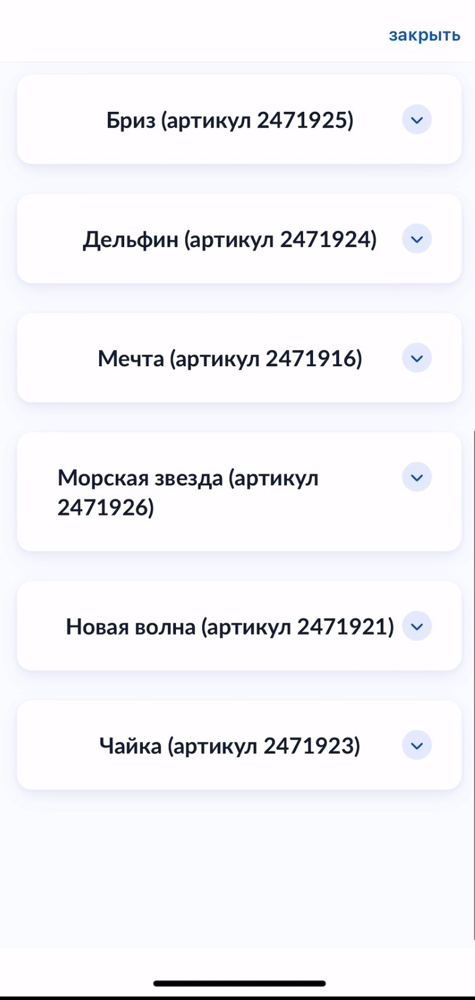 закрыть
Бриз (артикул 2471925)
Дельфин (артикул 2471924)
Мечта (артикул 2471916)
Морская звезда (артикул
2471926)
Новая волна (артикул 2471921)
Чайка (артикул 2471923)